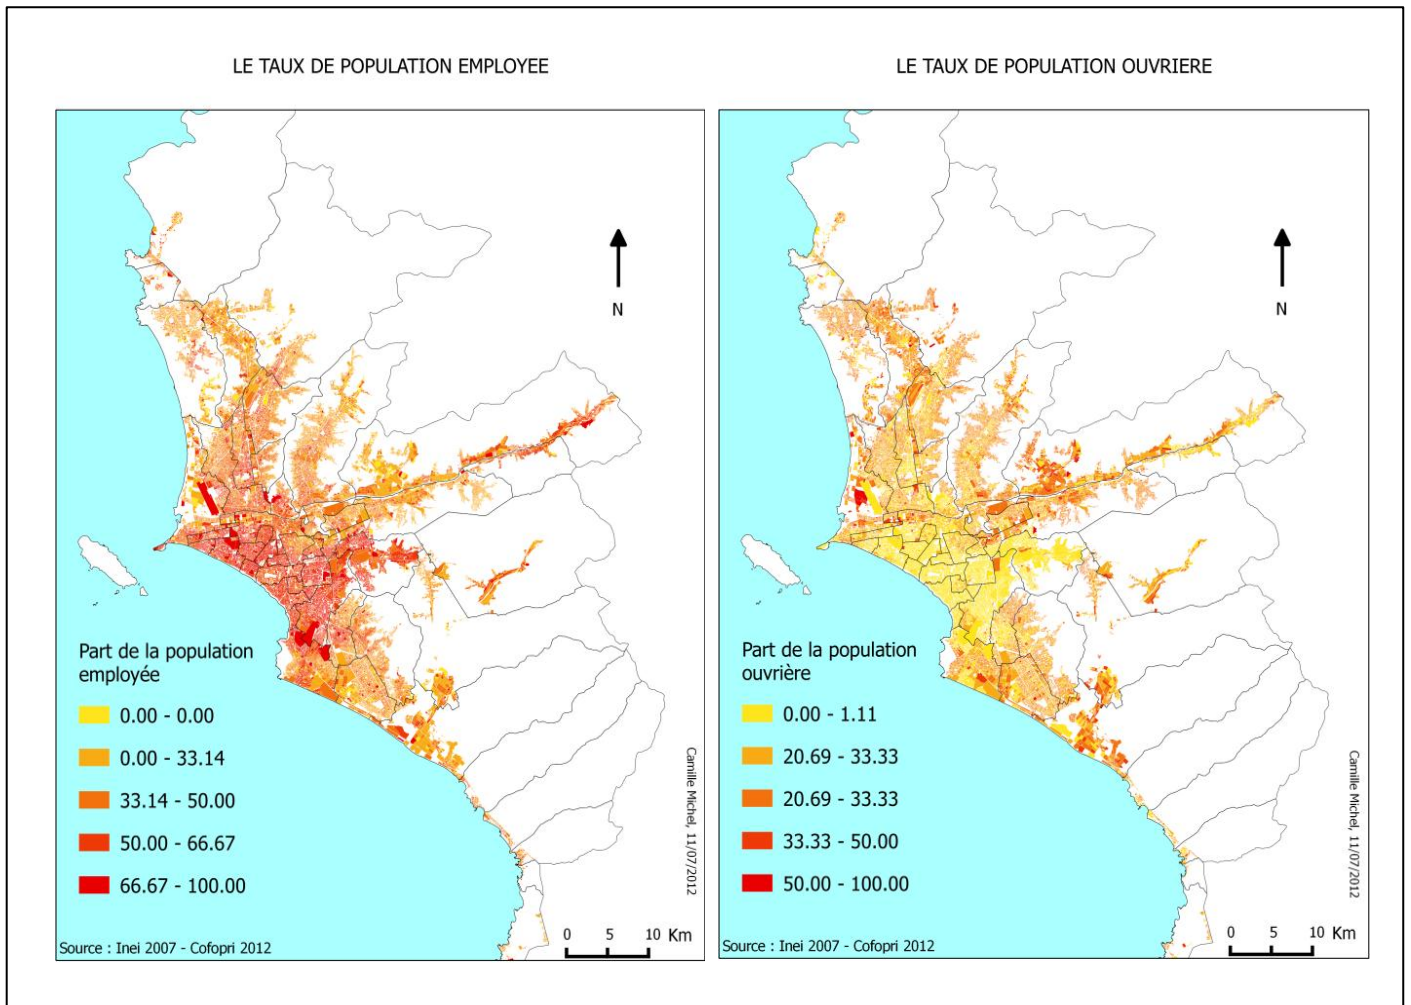 LE TAUX DE POPULATION EMPLOYEE
N
Part de la population
employée
0.00 - 0.00
0.00 - 33.14
33.14 - 50.00
50.00 - 66.67
66.67 - 100.00
Camille Michel, 11/07/2012
0 5 10 Km
Source : Inei 2007 - Cofopri 2012
LE TAUX DE POPULATION OUVRIERE
N
Part de la population
ouvrière
0.00 - 1.11
20.69 - 33.33
20.69 - 33.33
33.33 - 50.00
50.00 - 100.00
Camille Michel, 11/07/2012
0 5 10 Km
Source : Inei 2007 - Cofopri 2012